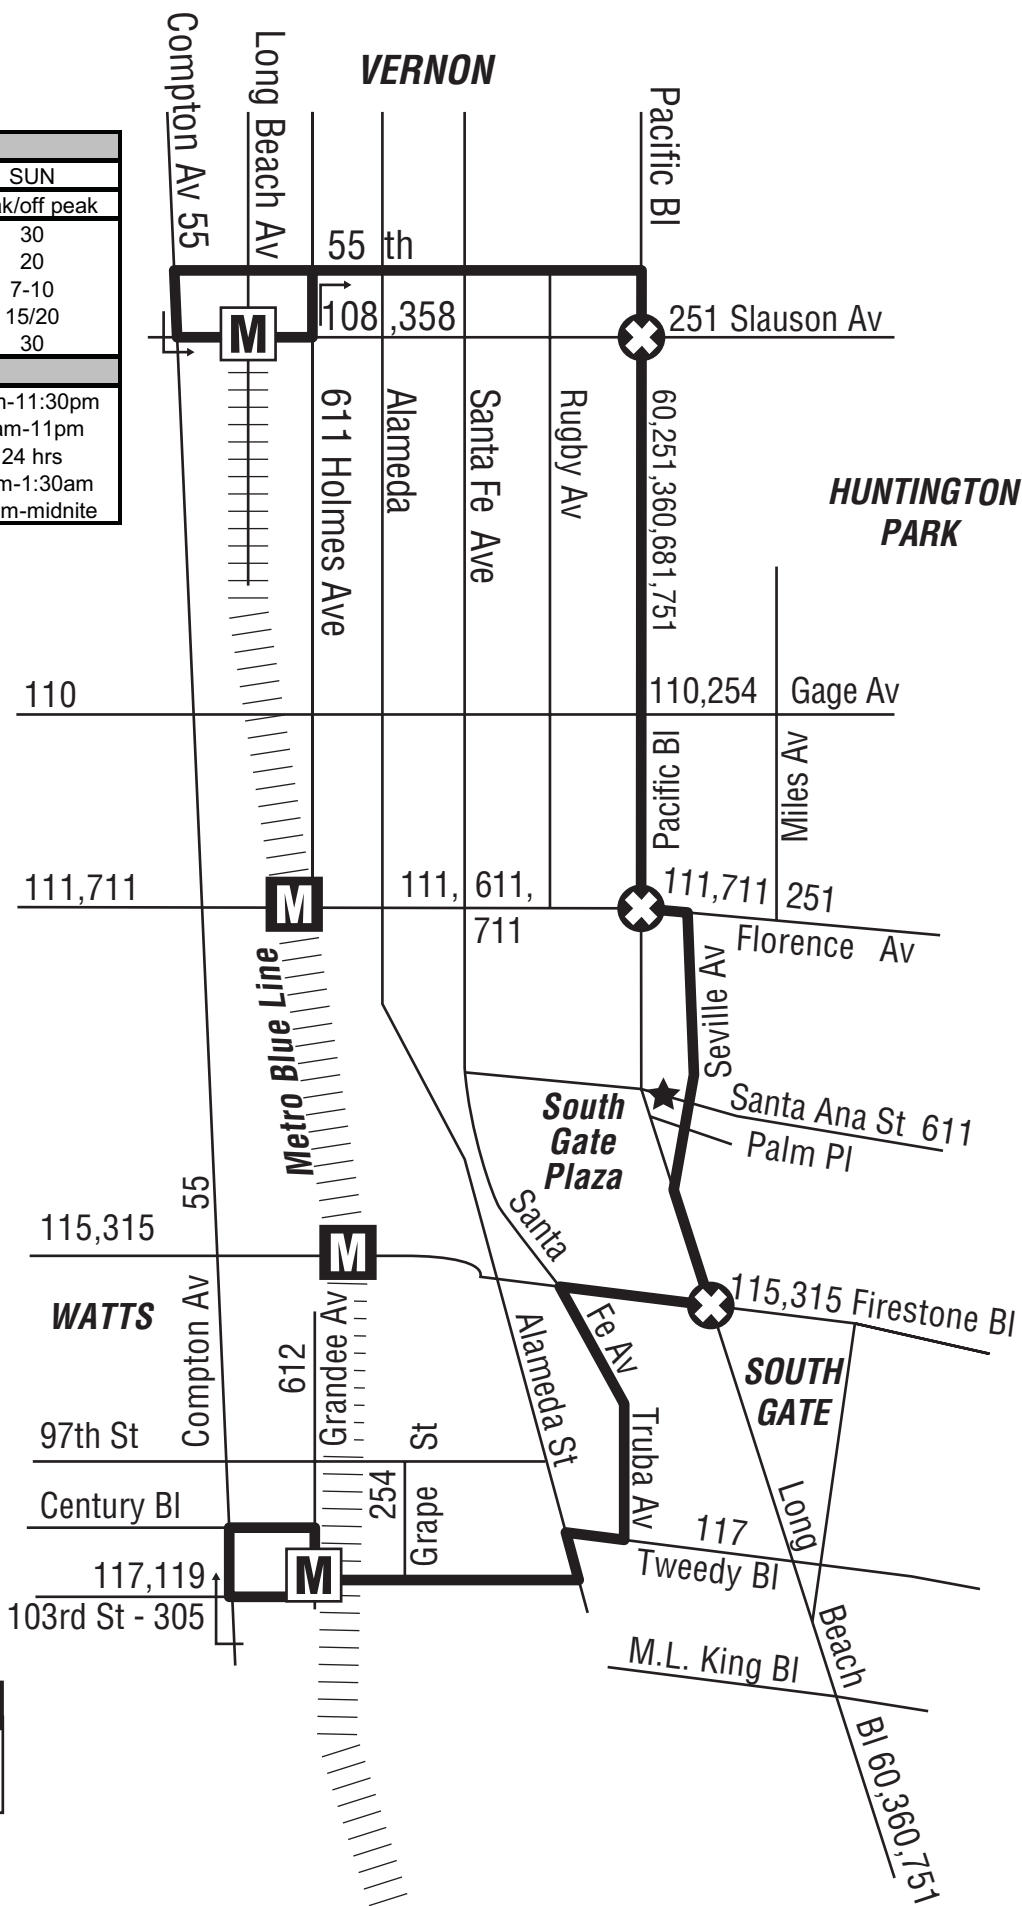 Compton Av 55
Long Beach Av
VERNON
Pacific Bl
SUN
k/off peak
30
20
7-10
15/20
30
-11:30pm
am-11pm
24 hrs
m-1:30am
m-midnite
55 th
M
108 ,358
251 Slauson Av
611 Holmes Ave
Alameda
Santa Fe Ave
Rugby Av
60,251,360,681,751
HUNTINGTON
PARK
110
110,254 Gage Av
Pacific Bl
Miles Av
111,711
M
111, 611,
711
111,711 251
Florence Av
Metro Blue Line
Seville Av
South
Gate
Plaza
Santa Ana St 611
Palm Pl
55
115,315
M
Santa
Fe Av
115,315 Firestone Bl
WATTS
Compton Av
612
Grandee Av
Alameda St
SOUTH
GATE
97th St
254
Grape St
Truba Av
Century Bl
117
Tweedy Bl
117,119
M
103rd St - 305
M.L. King Bl
Long Beach Bl 60,360,751